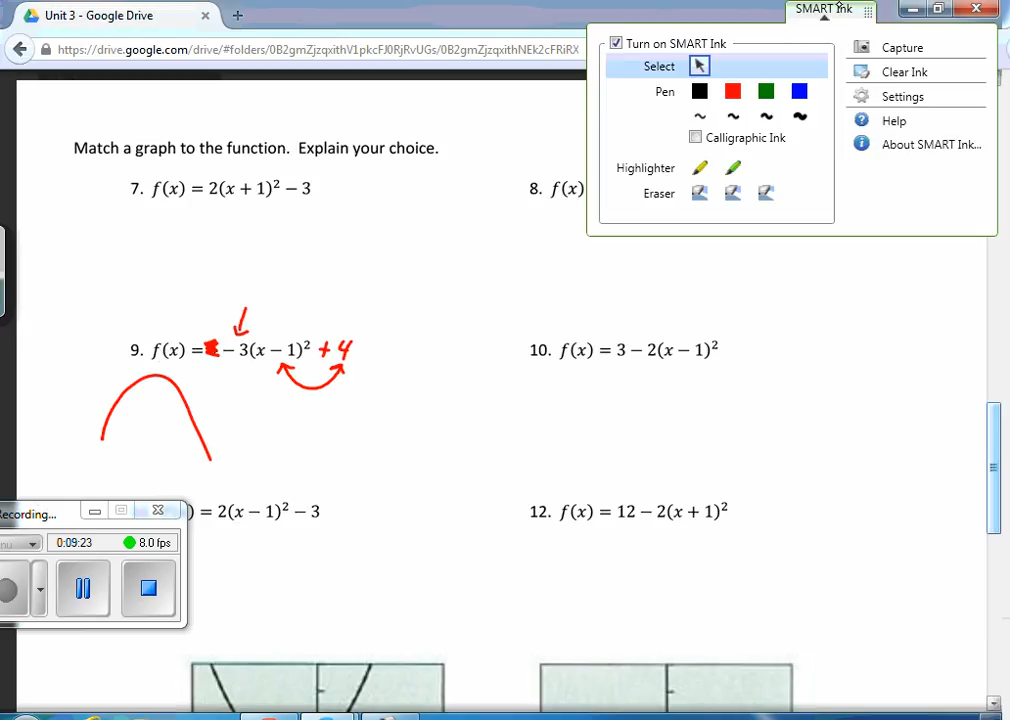 Unit 3 - Google Drive
SMART Ink
https://drive.google.com/drive/#folders/0B2gmZjzqxithV1pkcFJ0RjRvUGs/0B2gmZjzqxithNEk2cFRiRX
Turn on SMART Ink
Select
Pen
Calligraphic Ink
Highlighter
Eraser
Capture
Clear Ink
Settings
Help
About SMART Ink...
Match a graph to the function. Explain your choice.
7. f(x) = 2(x + 1)² − 3
8. f(x)
9. f(x) = − 3(x − 1)² + 4
10. f(x) = 3 − 2(x − 1)²
) = 2(x − 1)² − 3
12. f(x) = 12 − 2(x + 1)²
Recording...
nu
0:09:23
8.0 fps